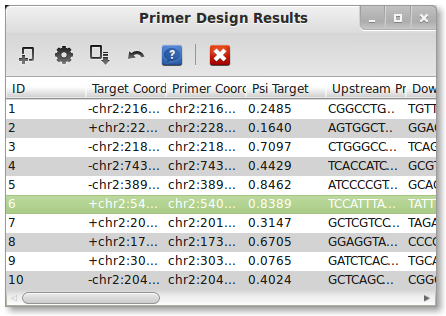 Primer Design Results
ID Target Coord Primer Coord Psi Target Upstream Pr Dow
1 -chr2:216... chr2:216... 0.2485 CGGCCTG... TGTT
2 +chr2:22... chr2:228... 0.1640 AGTGGCT... GGAG
3 -chr2:218... chr2:218... 0.7097 CTGGGCC... TCAG
4 -chr2:743... chr2:743... 0.4429 TCACCATC... GCGT
5 -chr2:389... chr2:389... 0.8462 ATCCCCGT... GCAG
6 +chr2:54... chr2:540... 0.8389 TCCATTTA... TATT
7 +chr2:20... chr2:201... 0.3147 GCTCGTCC... TAGA
8 +chr2:17... chr2:173... 0.6705 GGAGGTA... CCCC
9 +chr2:30... chr2:303... 0.0765 GATCTCAC... TGCA
10 -chr2:204... chr2:204... 0.4024 GCTCAGC... CGGG